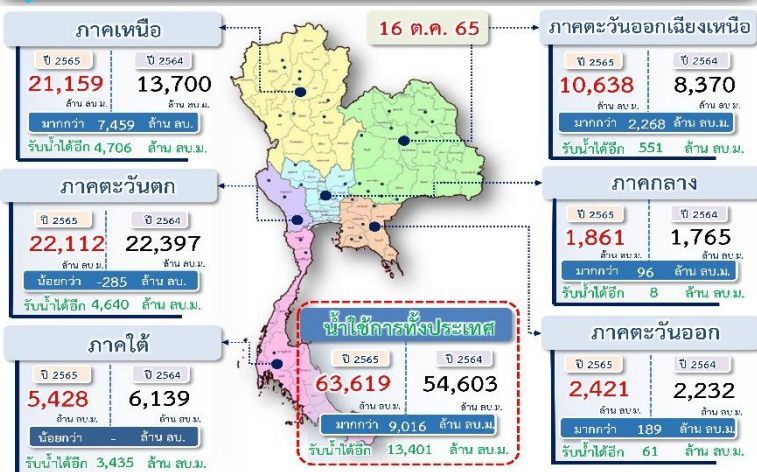 ภาคเหนือ
ปี 2565 ปี 2564
21,159 13,700
ล้าน ลบ.ม. ล้าน ลบ.ม.
มากกว่า 7,459 ล้าน ลบ.
รับน้ำได้อีก 4,706 ล้าน ลบ.ม.
16 ต.ค. 65
ภาคตะวันออกเฉียงเหนือ
ปี 2565 ปี 2564
10,638 8,370
ล้าน ลบ.ม. ล้าน ลบ.ม.
มากกว่า 2,268 ล้าน ลบ.ม.
รับน้ำได้อีก 551 ล้าน ลบ.ม.
ภาคตะวันตก
ปี 2565 ปี 2564
22,112 22,397
ล้าน ลบ.ม. ล้าน ลบ.ม.
น้อยกว่า -285 ล้าน ลบ.
รับน้ำได้อีก 4,640 ล้าน ลบ.ม.
ภาคกลาง
ปี 2565 ปี 2564
1,861 1,765
ล้าน ลบ.ม. ล้าน ลบ.ม.
มากกว่า 96 ล้าน ลบ.ม.
รับน้ำได้อีก 8 ล้าน ลบ.ม.
ภาคใต้
ปี 2565 ปี 2564
5,428 6,139
ล้าน ลบ.ม. ล้าน ลบ.ม.
น้อยกว่า - ล้าน ลบ.
รับน้ำได้อีก 3,435 ล้าน ลบ.ม.
น้ำใช้การทั้งประเทศ
ปี 2565 ปี 2564
63,619 54,603
ล้าน ลบ.ม. ล้าน ลบ.ม.
มากกว่า 9,016 ล้าน ลบ.ม.
รับน้ำได้อีก 13,401 ล้าน ลบ.ม.
ภาคตะวันออก
ปี 2565 ปี 2564
2,421 2,232
ล้าน ลบ.ม. ล้าน ลบ.ม.
มากกว่า 189 ล้าน ลบ.ม.
รับน้ำได้อีก 61 ล้าน ลบ.ม.